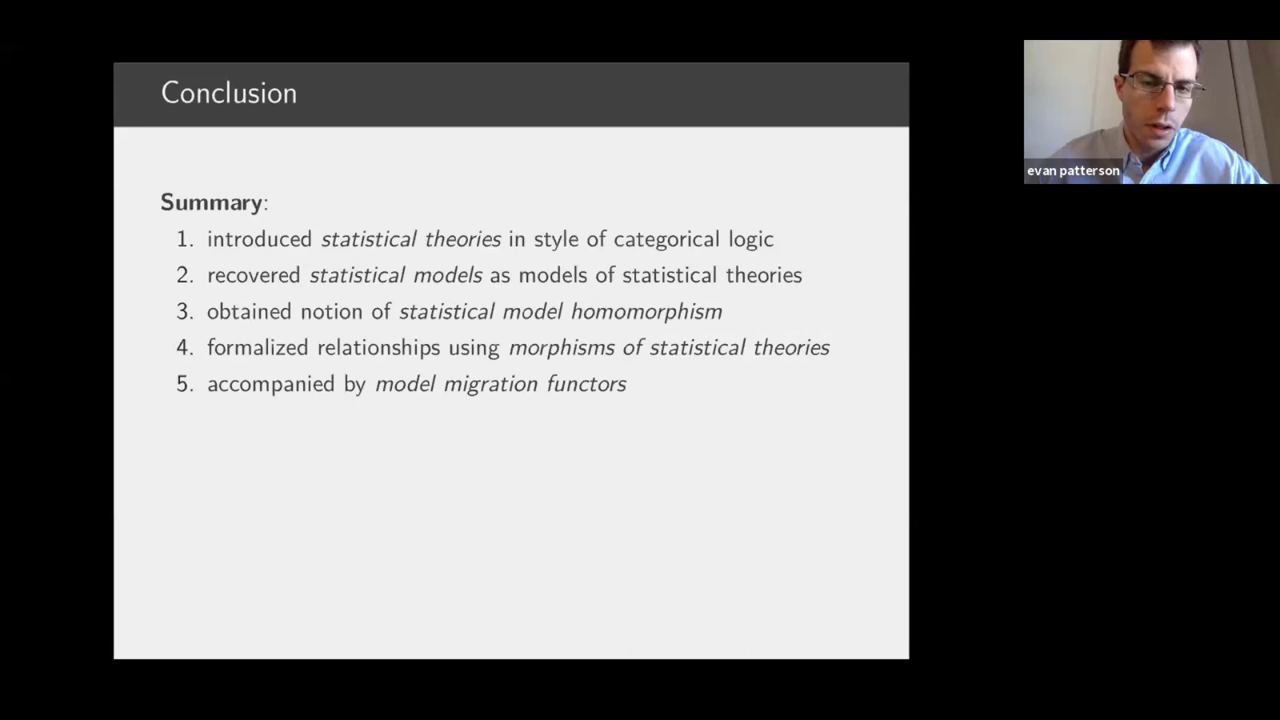 Conclusion
Summary:
1. introduced statistical theories in style of categorical logic
2. recovered statistical models as models of statistical theories
3. obtained notion of statistical model homomorphism
4. formalized relationships using morphisms of statistical theories
5. accompanied by model migration functors
evan patterson